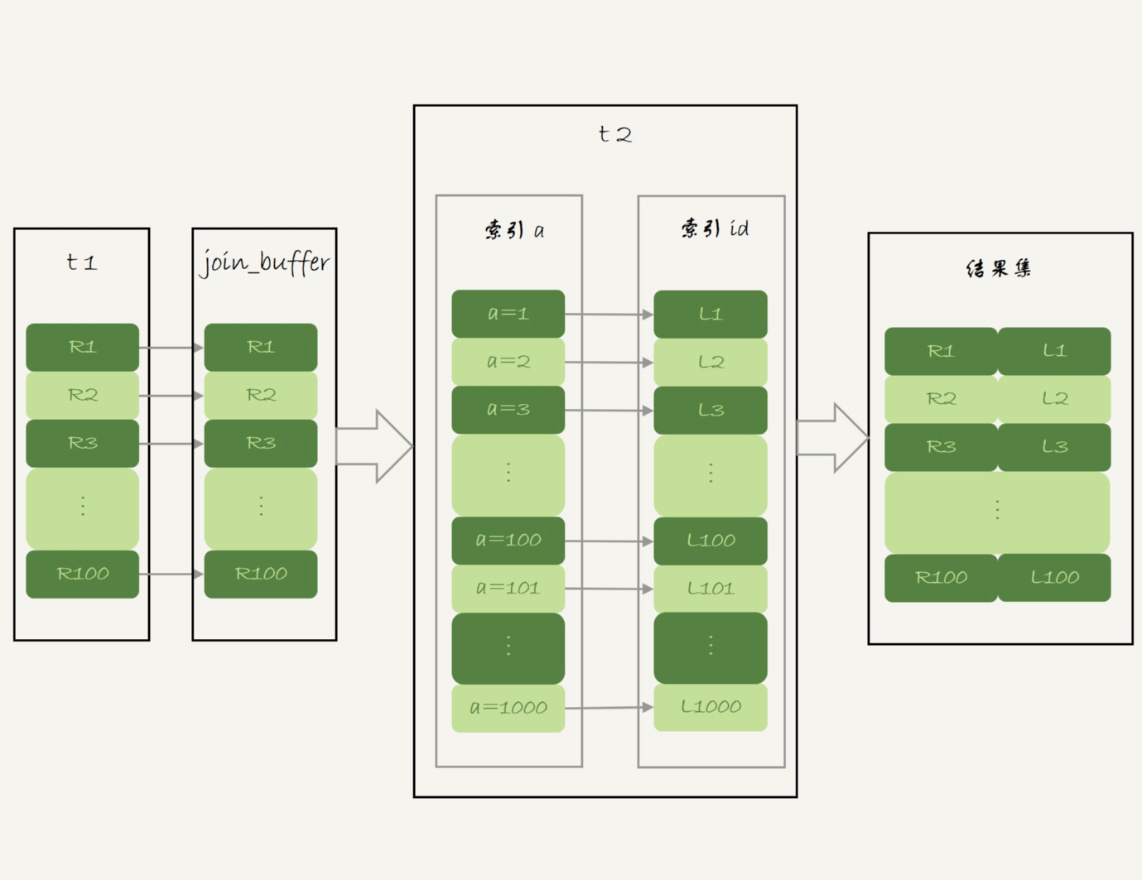 t1
R1
R2
R3
⋮
R100
join_buffer
R1
R2
R3
⋮
R100
t2
索引 a
a=1
a=2
a=3
⋮
a=100
a=101
⋮
a=1000
索引 id
L1
L2
L3
⋮
L100
L101
⋮
L1000
结果集
R1 L1
R2 L2
R3 L3
⋮
R100 L100